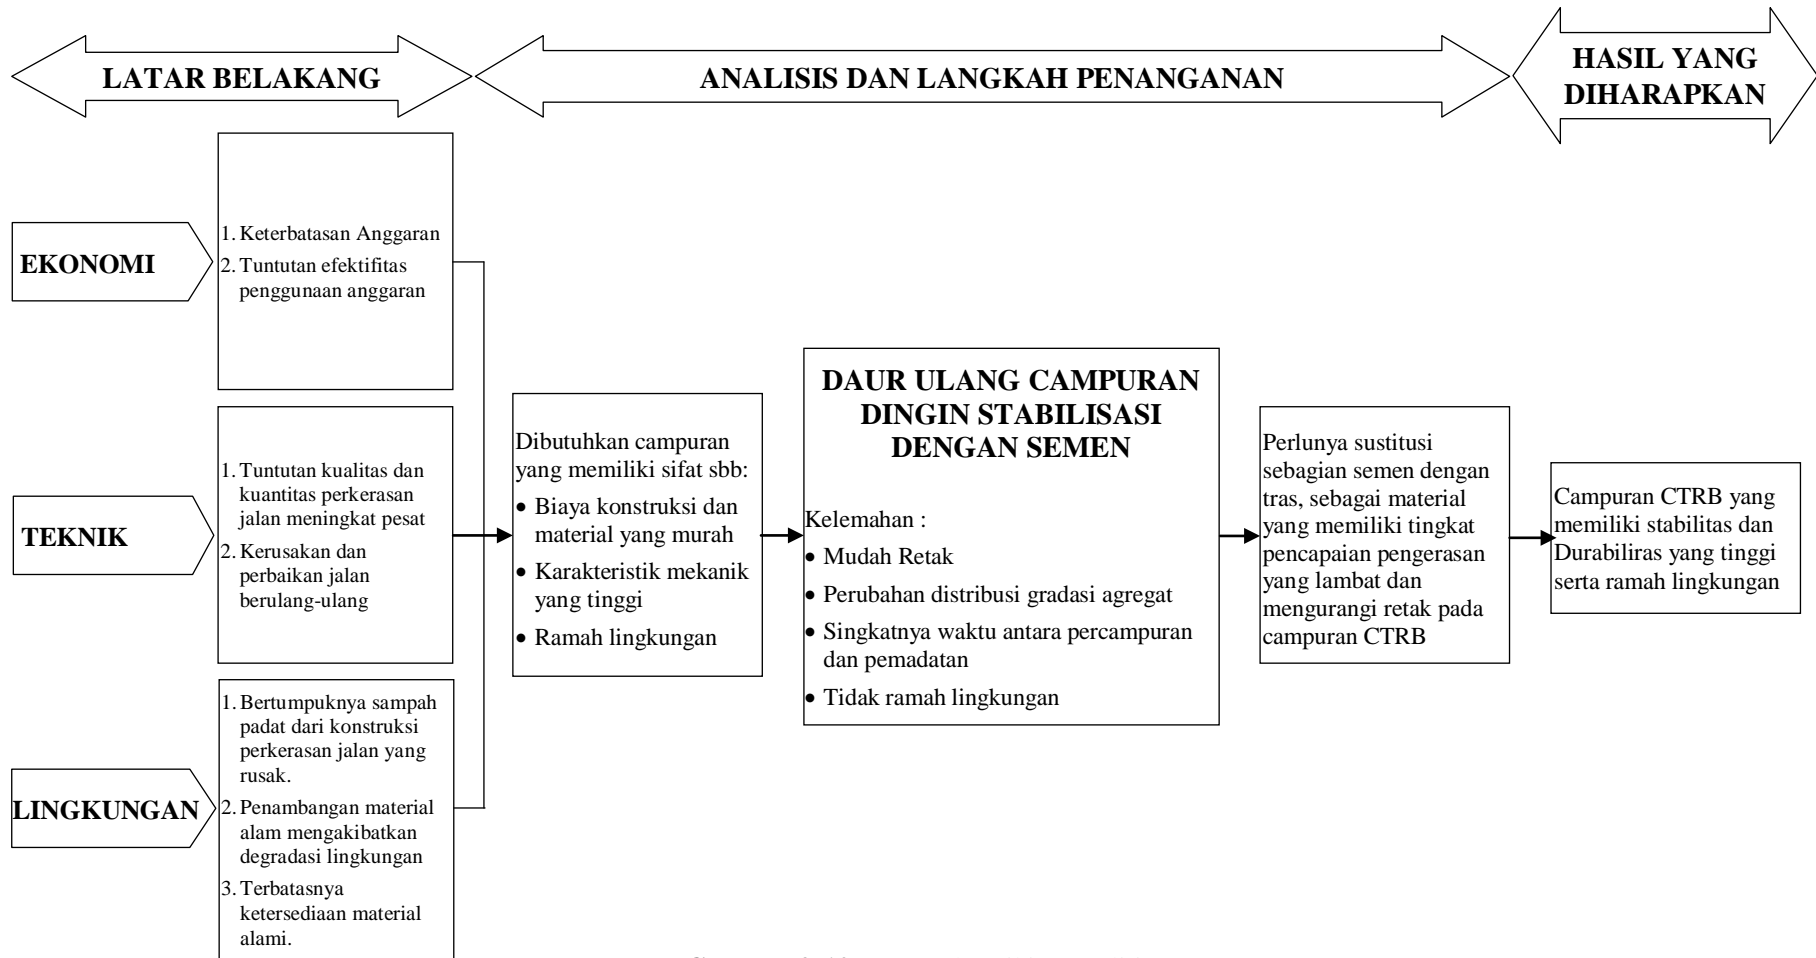 LATAR BELAKANG
ANALISIS DAN LANGKAH PENANGANAN
HASIL YANG
DIHARAPKAN
EKONOMI
1. Keterbatasan Anggaran
2. Tuntutan efektifitas
penggunaan anggaran
TEKNIK
1. Tuntutan kualitas dan
kuantitas perkerasan
jalan meningkat pesat
2. Kerusakan dan
perbaikan jalan
berulang-ulang
LINGKUNGAN
1. Bertumpuknya sampah
padat dari konstruksi
perkerasan jalan yang
rusak.
2. Penambangan material
alam mengakibatkan
degradasi lingkungan
3. Terbatasnya
ketersediaan material
alami.
Dibutuhkan campuran
yang memiliki sifat sbb:
• Biaya konstruksi dan
material yang murah
• Karakteristik mekanik
yang tinggi
• Ramah lingkungan
DAUR ULANG CAMPURAN
DINGIN STABILISASI
DENGAN SEMEN
Kelemahan :
• Mudah Retak
• Perubahan distribusi gradasi agregat
• Singkatnya waktu antara percampuran
dan pemadatan
• Tidak ramah lingkungan
Perlunya sustitusi
sebagian semen dengan
tras, sebagai material
yang memiliki tingkat
pencapaian pengerasan
yang lambat dan
mengurangi retak pada
campuran CTRB
Campuran CTRB yang
memiliki stabilitas dan
Durabiliras yang tinggi
serta ramah lingkungan